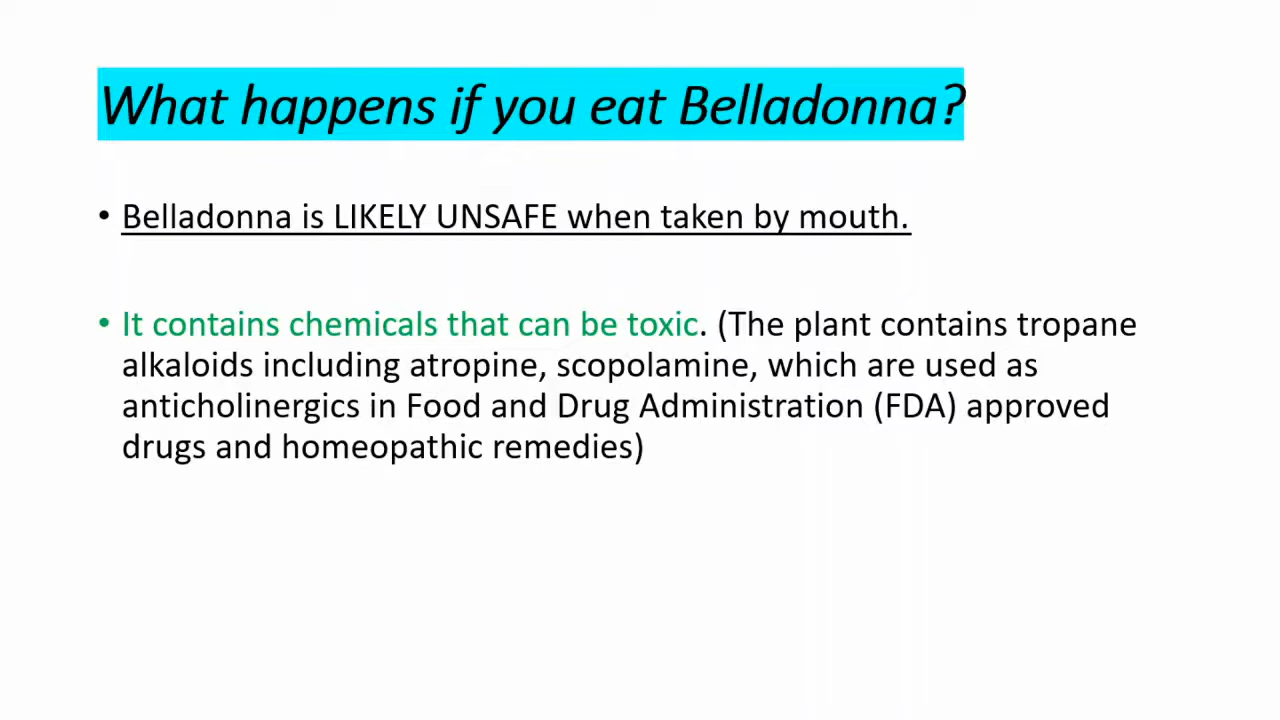 What happens if you eat Belladonna?
• Belladonna is LIKELY UNSAFE when taken by mouth.
• It contains chemicals that can be toxic. (The plant contains tropane
alkaloids including atropine, scopolamine, which are used as
anticholinergics in Food and Drug Administration (FDA) approved
drugs and homeopathic remedies)